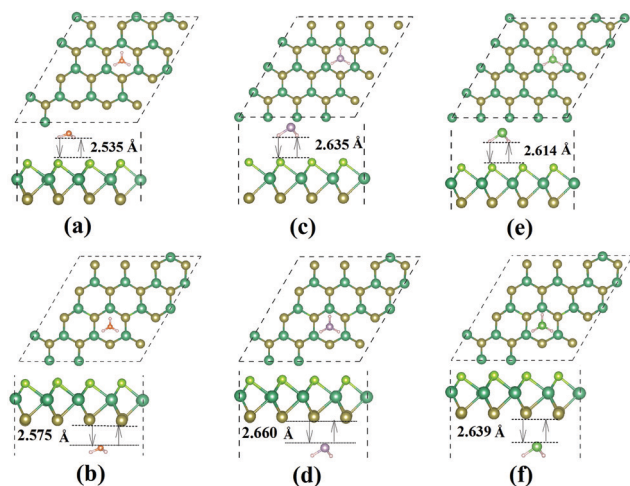 2.535 Å
2.635 Å
2.614 Å
(a)
(c)
(e)
2.575
Å
2.660
Å
2.639 Å
(b)
(d)
(f)